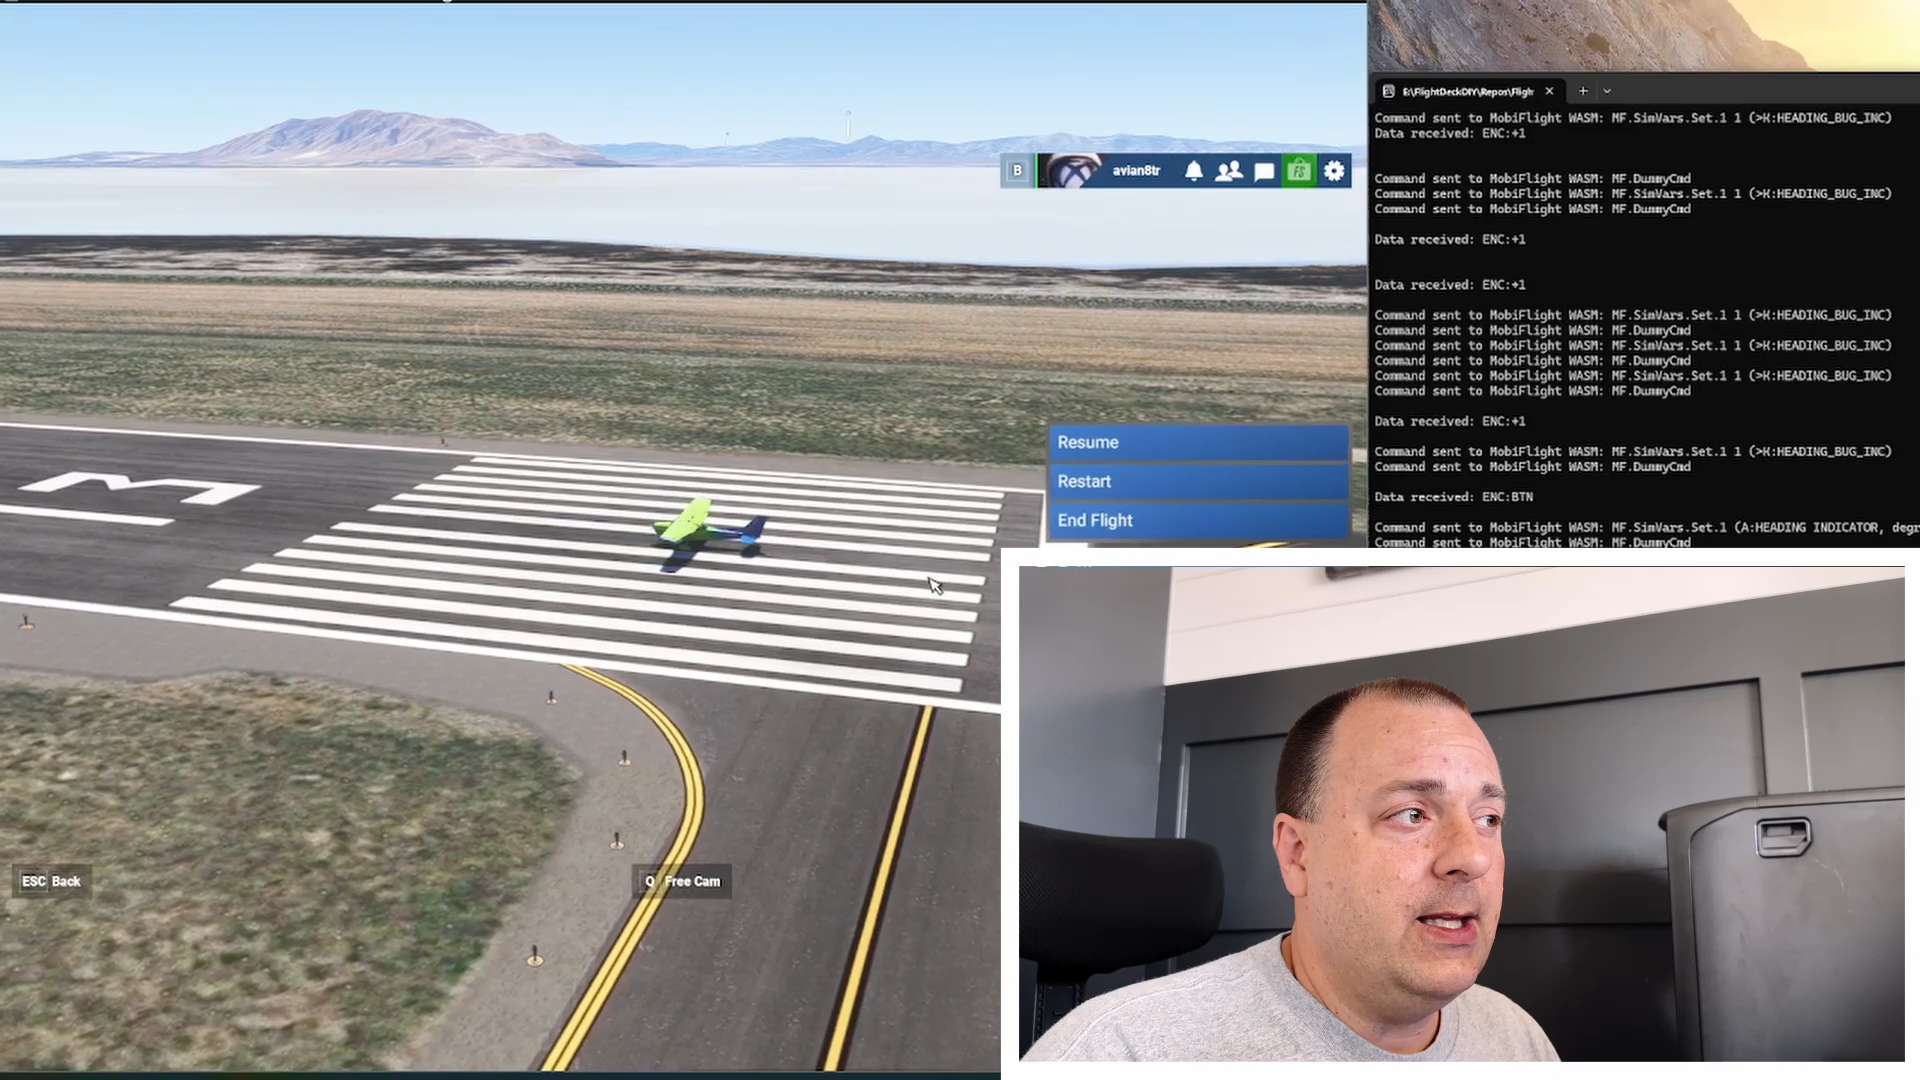 B avian8tr FS
Resume
Restart
End Flight
M
ESC Back
Q Free Cam
E:\FlightDeckDIY\Repos\Fligh
Command sent to MobiFlight WASM: MF.SimVars.Set.1 1 (>K:HEADING_BUG_INC)
Data received: ENC:+1
Command sent to MobiFlight WASM: MF.DummyCmd
Command sent to MobiFlight WASM: MF.SimVars.Set.1 1 (>K:HEADING_BUG_INC)
Command sent to MobiFlight WASM: MF.DummyCmd
Data received: ENC:+1
Data received: ENC:+1
Command sent to MobiFlight WASM: MF.SimVars.Set.1 1 (>K:HEADING_BUG_INC)
Command sent to MobiFlight WASM: MF.DummyCmd
Command sent to MobiFlight WASM: MF.SimVars.Set.1 1 (>K:HEADING_BUG_INC)
Command sent to MobiFlight WASM: MF.DummyCmd
Command sent to MobiFlight WASM: MF.SimVars.Set.1 1 (>K:HEADING_BUG_INC)
Command sent to MobiFlight WASM: MF.DummyCmd
Data received: ENC:+1
Command sent to MobiFlight WASM: MF.SimVars.Set.1 1 (>K:HEADING_BUG_INC)
Command sent to MobiFlight WASM: MF.DummyCmd
Data received: ENC:BTN
Command sent to MobiFlight WASM: MF.SimVars.Set.1 (A:HEADING INDICATOR, degr
Command sent to MobiFlight WASM: MF.DummyCmd